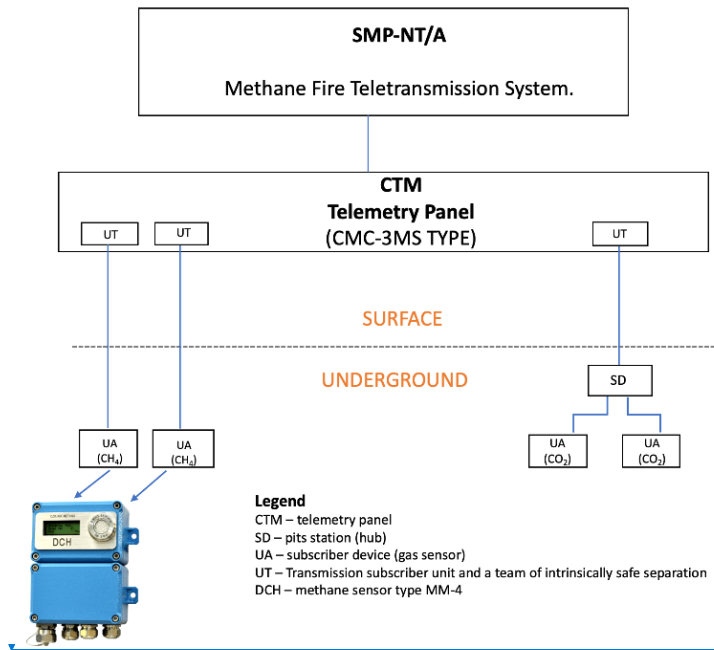 SMP-NT/A
Methane Fire Teletransmission System.
CTM
Telemetry Panel
(CMC-3MS TYPE)
UT
UT
UT
SURFACE
UNDERGROUND
SD
UA
(CH₄)
UA
(CH₄)
UA
(CO₂)
UA
(CO₂)
DCH
Legend
CTM – telemetry panel
SD – pits station (hub)
UA – subscriber device (gas sensor)
UT – Transmission subscriber unit and a team of intrinsically safe separation
DCH – methane sensor type MM-4